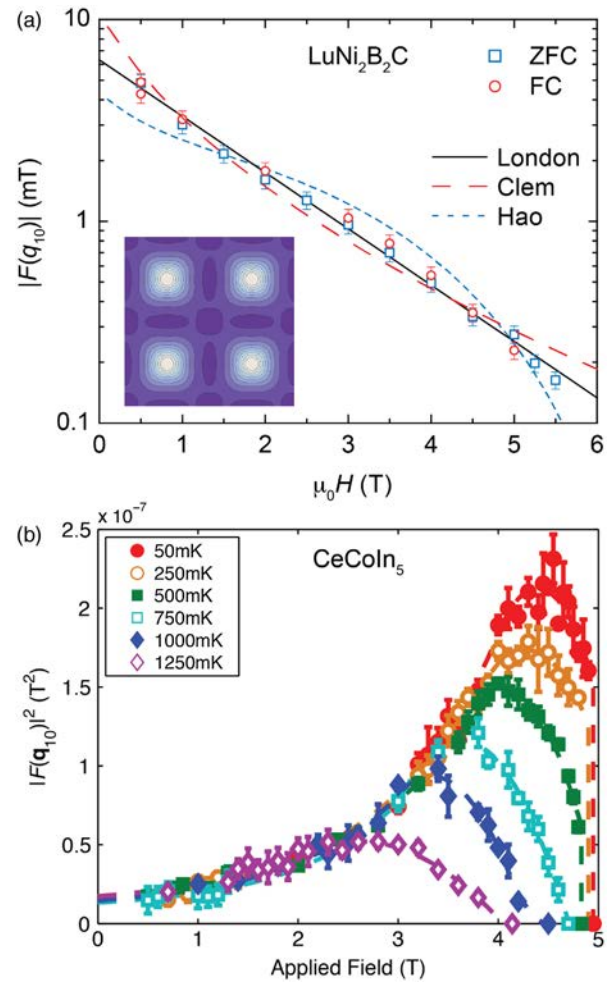 (a)
10
LuNi₂B₂C
ZFC
FC
London
Clem
Hao
|F(q₁₀)| (mT)
1
0.1
0 1 2 3 4 5 6
μ₀H (T)
(b)
x 10⁻⁷
2.5
CeCoIn₅
50mK
250mK
500mK
750mK
1000mK
1250mK
2
|F(q₁₀)|² (T²)
1.5
1
0.5
0
0 1 2 3 4 5
Applied Field (T)